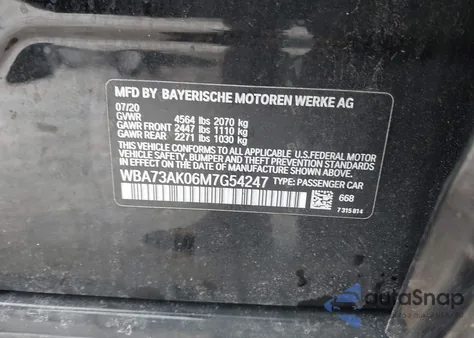 MFD BY BAYERISCHE MOTOREN WERKE AG
07/20
GVWR 4564 lbs 2070 kg
GAWR FRONT 2447 lbs 1110 kg
GAWR REAR 2271 lbs 1030 kg
THIS VEHICLE CONFORMS TO ALL APPLICABLE U.S. FEDERAL MOTOR
VEHICLE SAFETY, BUMPER, AND THEFT PREVENTION STANDARDS
IN EFFECT ON THE DATE OF MANUFACTURE SHOWN ABOVE.
WBA73AK06M7G54247 TYPE: PASSENGER CAR
668
7 315 814
autoSnap